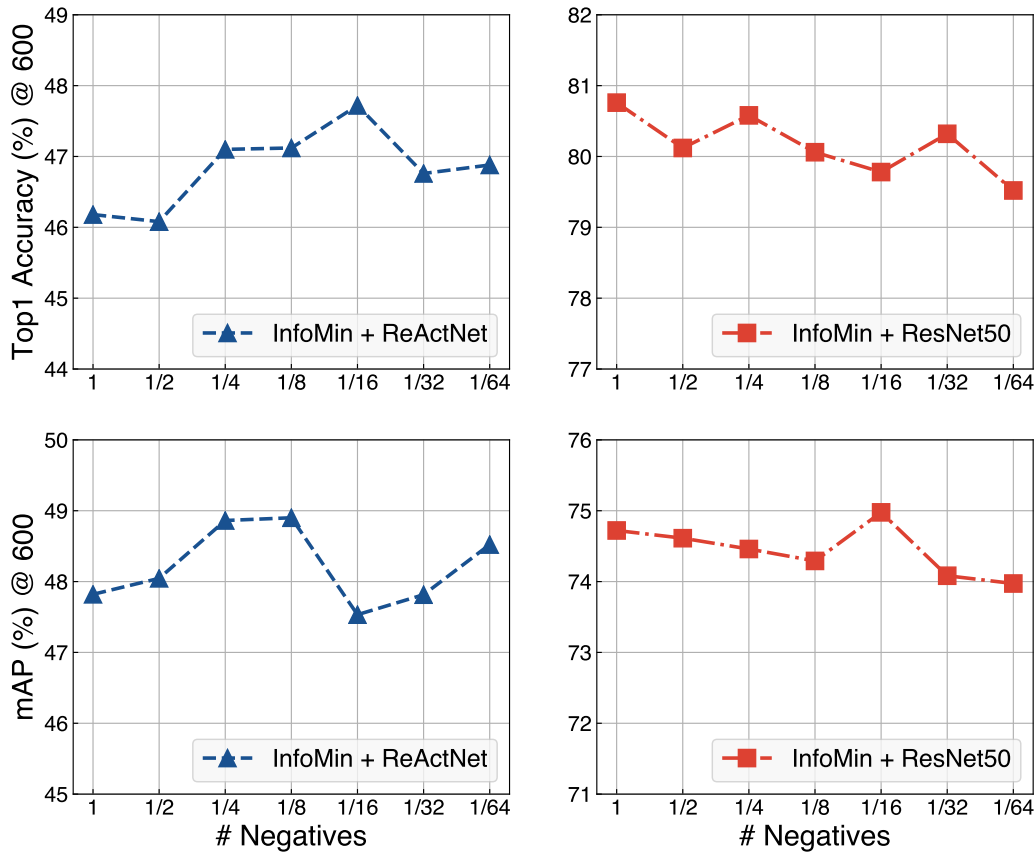 Top1 Accuracy (%) @ 600
49
48
47
46
45
44
InfoMin + ReActNet
1 1/2 1/4 1/8 1/16 1/32 1/64
82
81
80
79
78
77
InfoMin + ResNet50
1 1/2 1/4 1/8 1/16 1/32 1/64
mAP (%) @ 600
50
49
48
47
46
45
InfoMin + ReActNet
1 1/2 1/4 1/8 1/16 1/32 1/64
# Negatives
76
75
74
73
72
71
InfoMin + ResNet50
1 1/2 1/4 1/8 1/16 1/32 1/64
# Negatives